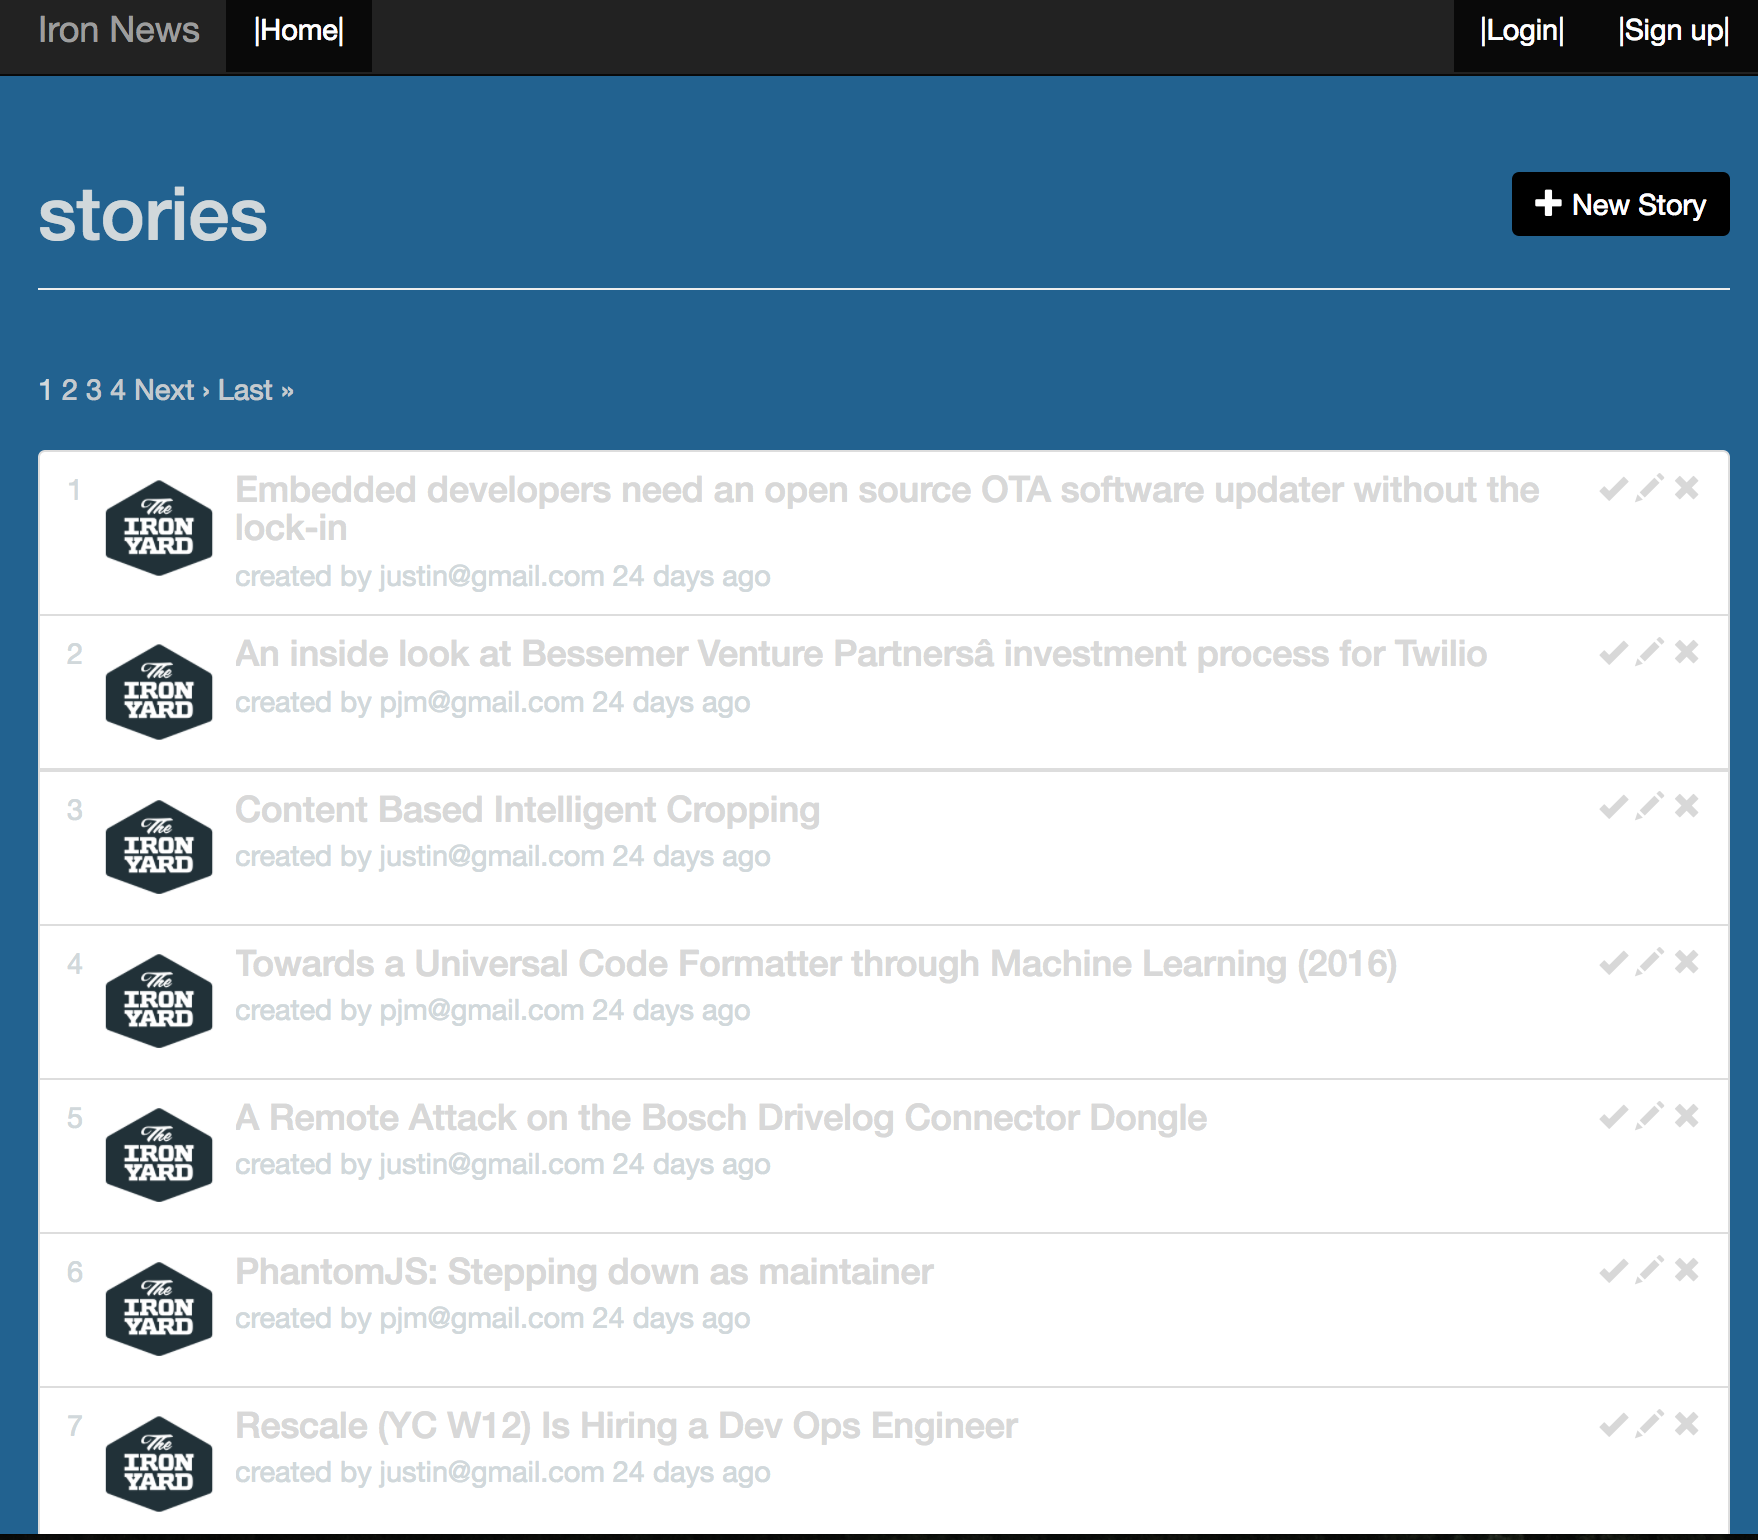 Iron News |Home| |Login| |Sign up|
stories
New Story
1 2 3 4 Next › Last »
1
The
IRON
YARD
Embedded developers need an open source OTA software updater without the
lock-in
created by justin@gmail.com 24 days ago
2
The
IRON
YARD
An inside look at Bessemer Venture Partnersâ investment process for Twilio
created by pjm@gmail.com 24 days ago
3
The
IRON
YARD
Content Based Intelligent Cropping
created by justin@gmail.com 24 days ago
4
The
IRON
YARD
Towards a Universal Code Formatter through Machine Learning (2016)
created by pjm@gmail.com 24 days ago
5
The
IRON
YARD
A Remote Attack on the Bosch Drivelog Connector Dongle
created by justin@gmail.com 24 days ago
6
The
IRON
YARD
PhantomJS: Stepping down as maintainer
created by pjm@gmail.com 24 days ago
7
The
IRON
YARD
Rescale (YC W12) Is Hiring a Dev Ops Engineer
created by justin@gmail.com 24 days ago